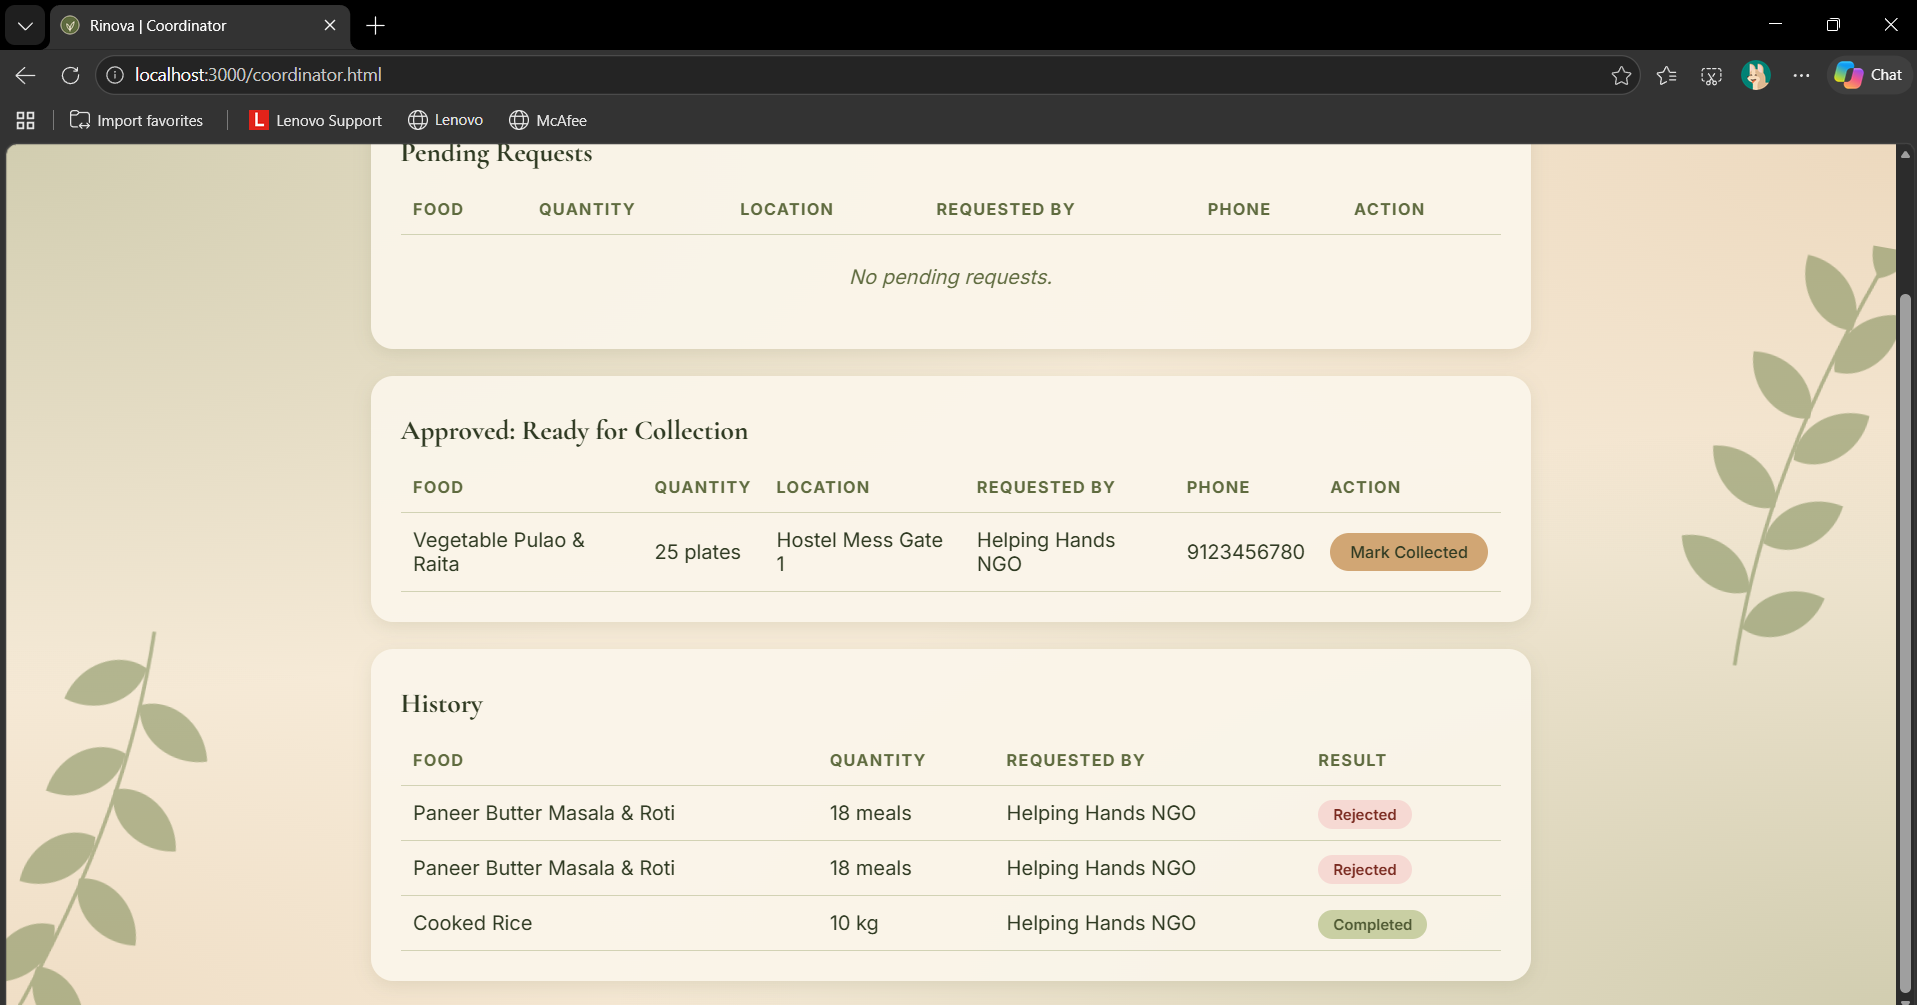 Rinova | Coordinator
localhost:3000/coordinator.html
Chat
Import favorites
L Lenovo Support
Lenovo
McAfee
Pending Requests
FOOD QUANTITY LOCATION REQUESTED BY PHONE ACTION
No pending requests.
Approved: Ready for Collection
FOOD QUANTITY LOCATION REQUESTED BY PHONE ACTION
Vegetable Pulao & Raita 25 plates Hostel Mess Gate 1 Helping Hands NGO 9123456780 Mark Collected
History
FOOD QUANTITY REQUESTED BY RESULT
Paneer Butter Masala & Roti 18 meals Helping Hands NGO Rejected
Paneer Butter Masala & Roti 18 meals Helping Hands NGO Rejected
Cooked Rice 10 kg Helping Hands NGO Completed